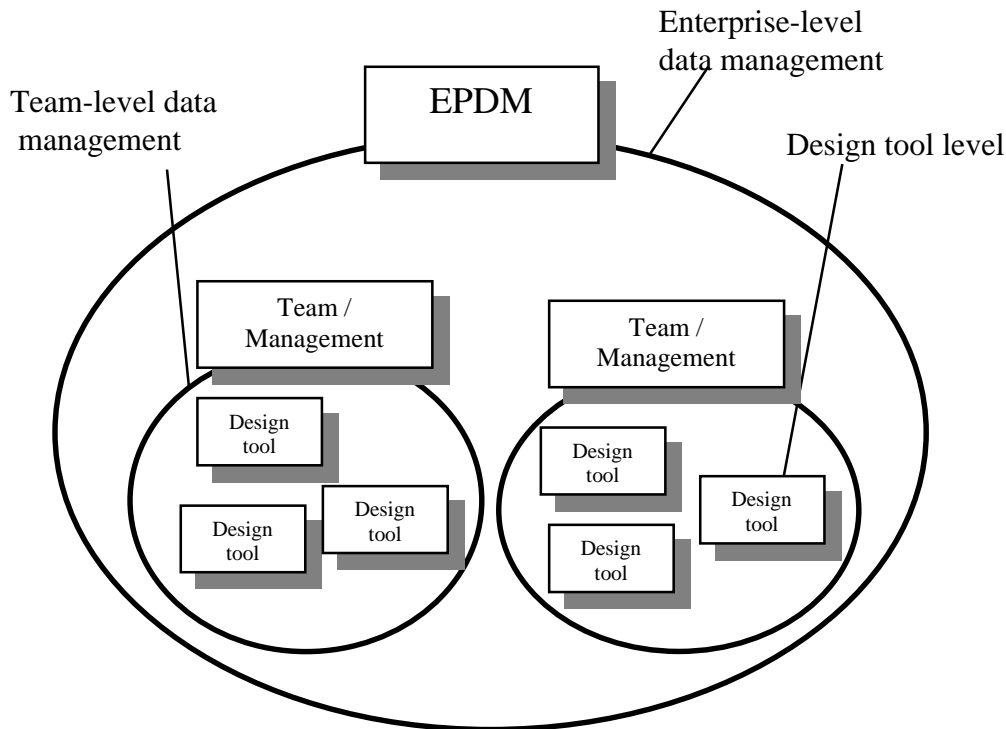 Enterprise-level
data management
EPDM
Team-level data
management
Design tool level
Team /
Management
Team /
Management
Design
tool
Design
tool
Design
tool
Design
tool
Design
tool
Design
tool